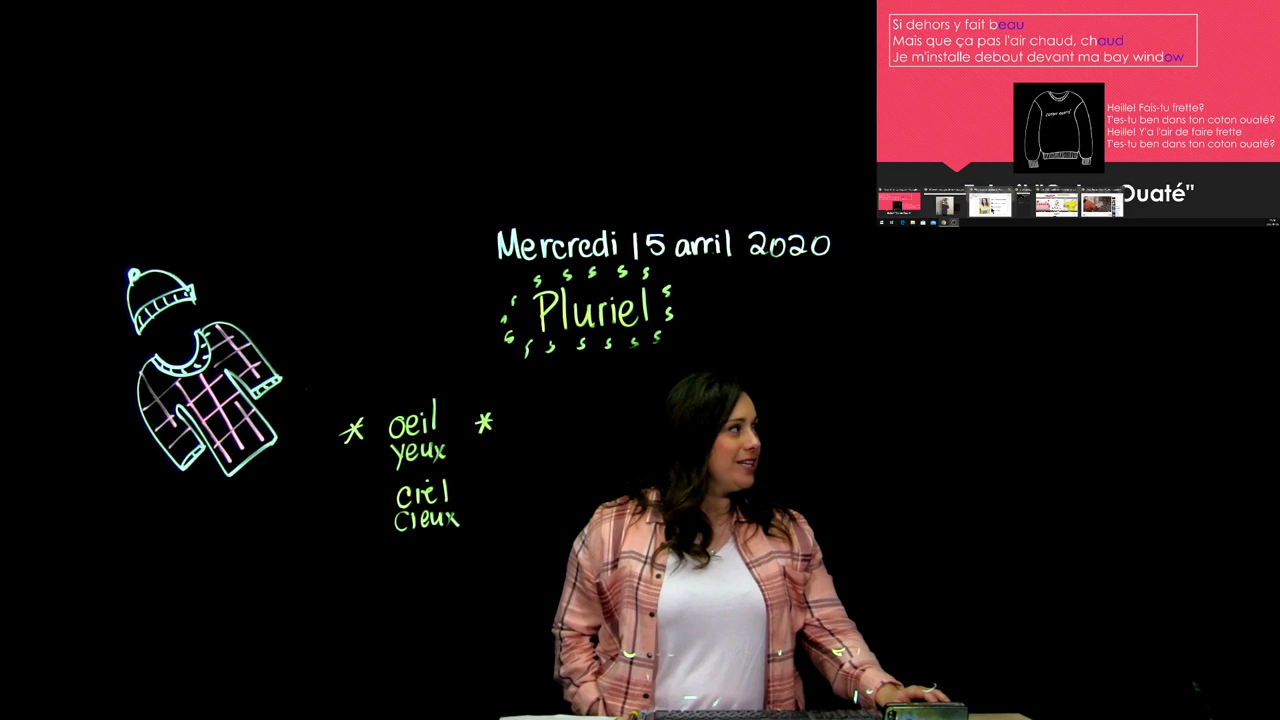 Si dehors y fait beau
Mais que ça pas l'air chaud, chaud
Je m'installe debout devant ma bay window
COTON OUATÉ
Heille! Fais-tu frette?
T'es-tu ben dans ton coton ouaté?
Heille! Y'a l'air de faire frette
T'es-tu ben dans ton coton ouaté?
Ouaté"
Mercredi 15 avril 2020
s s s s s
Pluriel
s s s s s s
* oeil *
yeux
ciel
cieux